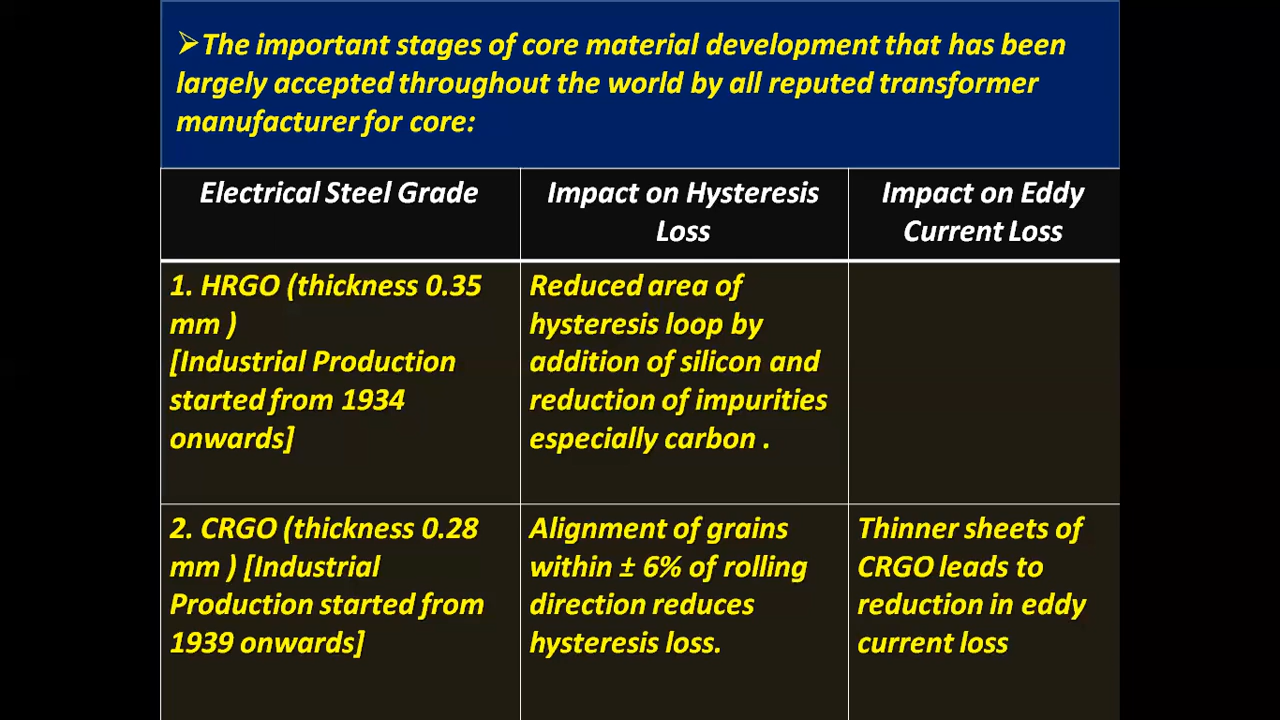 ➢The important stages of core material development that has been
largely accepted throughout the world by all reputed transformer
manufacturer for core:
Electrical Steel Grade
Impact on Hysteresis
Loss
Impact on Eddy
Current Loss
1. HRGO (thickness 0.35
mm )
[Industrial Production
started from 1934
onwards]
Reduced area of
hysteresis loop by
addition of silicon and
reduction of impurities
especially carbon .
2. CRGO (thickness 0.28
mm ) [Industrial
Production started from
1939 onwards]
Alignment of grains
within ± 6% of rolling
direction reduces
hysteresis loss.
Thinner sheets of
CRGO leads to
reduction in eddy
current loss